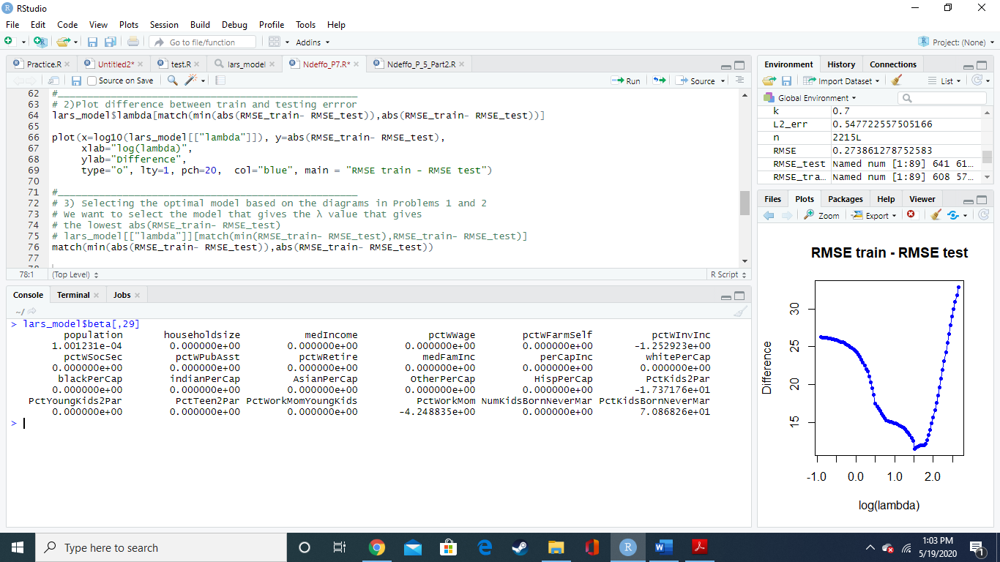 RStudio
File Edit Code View Plots Session Build Debug Profile Tools Help
Go to file/function
Addins
Project: (None)
Practice.R
Untitled2*
test.R
lars_model
Ndeffo_P7.R*
Ndeffo_P_5_Part2.R
Source on Save
Run
Source
62 #____________________________________________________
63 # 2)Plot difference between train and testing errror
64 lars_model$lambda[match(min(abs(RMSE_train- RMSE_test)),abs(RMSE_train- RMSE_test))]
65
66 plot(x=log10(lars_model[["lambda"]]), y=abs(RMSE_train- RMSE_test),
67 xlab="log(lambda)",
68 ylab="Difference",
69 type="o", lty=1, pch=20,  col="blue", main = "RMSE train - RMSE test")
70
71 #____________________________________________________
72 # 3) Selecting the optimal model based on the diagrams in Problems 1 and 2
73 # We want to select the model that gives the λ value that gives
74 # the lowest abs(RMSE_train- RMSE_test)
75 # lars_model[["lambda"]][match(min(RMSE_train- RMSE_test),RMSE_train- RMSE_test)]
76 match(min(abs(RMSE_train- RMSE_test)),abs(RMSE_train- RMSE_test))
77
78
78:1 (Top Level) R Script
Console Terminal Jobs
~/
> lars_model$beta[,29]
population householdsize medIncome pctWWage pctWFarmSelf pctWInvInc
1.001231e-04 0.000000e+00 0.000000e+00 0.000000e+00 0.000000e+00 -1.252923e+00
pctWSocSec pctWPubAsst pctWRetire medFamInc perCapInc whitePerCap
0.000000e+00 0.000000e+00 0.000000e+00 0.000000e+00 0.000000e+00 0.000000e+00
blackPerCap indianPerCap AsianPerCap OtherPerCap HispPerCap PctKids2Par
0.000000e+00 0.000000e+00 0.000000e+00 0.000000e+00 0.000000e+00 -1.737176e+01
PctYoungKids2Par PctTeen2Par PctWorkMomYoungKids PctWorkMom NumKidsBornNeverMar PctKidsBornNeverMar
0.000000e+00 0.000000e+00 0.000000e+00 -4.248835e+00 0.000000e+00 7.086826e+01
>
Environment History Connections
Import Dataset
List
Global Environment
k 0.7
L2_err 0.547722557505166
n 2215L
RMSE 0.273861278752583
RMSE_test Named num [1:89] 641 61…
RMSE_tra… Named num [1:89] 608 57…
Files Plots Packages Help Viewer
Zoom Export
RMSE train - RMSE test
Difference
30
25
20
15
-1.0 0.0 1.0 2.0
log(lambda)
Type here to search
1:03 PM
5/19/2020
1